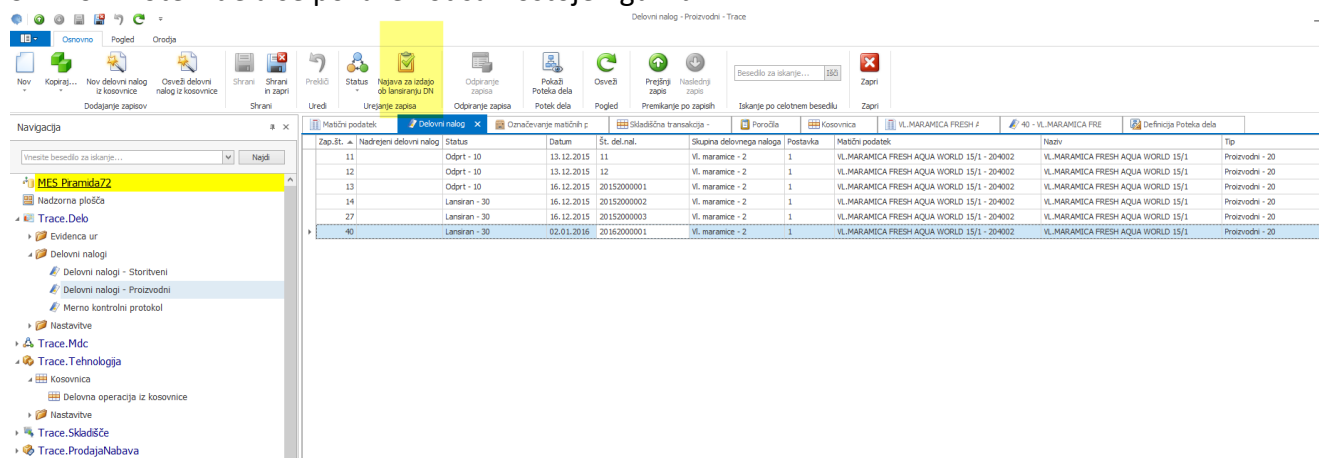 Delovni nalog - Proizvodni - Trace
Osnovno Pogled Orodja
Nov Kopiraj... Nov delovni nalog iz kosovnice Osveži delovni nalog iz kosovnice Shrani Shrani in zapri Prekliči Status Najava za izdajo ob lansiranju DN Odpiranje zapisa Pokaži Poteka dela Osveži Prejšnji zapis Naslednji zapis Besedilo za iskanje... Išči Zapri
Dodajanje zapisov Shrani Uredi Urejanje zapisa Odpiranje zapisa Potek dela Pogled Premikanje po zapisih Iskanje po celotnem besedilu Zapri
Navigacija
Matični podatek Delovni nalog Označevanje matičnih p Skladiščna transakcija - Poročila Kosovnica VL.MARAMICA FRESH A 40 - VL.MARAMICA FRE Definicija Poteka dela
Vnesite besedilo za iskanje... Najdi
MES Piramida72
Nadzorna plošča
Trace.Delo
Evidenca ur
Delovni nalogi
Delovni nalogi - Storitveni
Delovni nalogi - Proizvodni
Merno kontrolni protokol
Nastavitve
Trace.Mdc
Trace.Tehnologija
Kosovnica
Delovna operacija iz kosovnice
Nastavitve
Trace.Skladišče
Trace.ProdajaNabava
Zap.št. Nadrejeni delovni nalog Status Datum Št. del.nal. Skupina delovnega naloga Postavka Matični podatek Naziv Tip
11 Odprt - 10 13.12.2015 11 Vl. maramice - 2 1 VL.MARAMICA FRESH AQUA WORLD 15/1 - 204002 VL.MARAMICA FRESH AQUA WORLD 15/1 Proizvodni - 20
12 Odprt - 10 13.12.2015 12 Vl. maramice - 2 1 VL.MARAMICA FRESH AQUA WORLD 15/1 - 204002 VL.MARAMICA FRESH AQUA WORLD 15/1 Proizvodni - 20
13 Odprt - 10 16.12.2015 20152000001 Vl. maramice - 2 1 VL.MARAMICA FRESH AQUA WORLD 15/1 - 204002 VL.MARAMICA FRESH AQUA WORLD 15/1 Proizvodni - 20
14 Lansiran - 30 16.12.2015 20152000002 Vl. maramice - 2 1 VL.MARAMICA FRESH AQUA WORLD 15/1 - 204002 VL.MARAMICA FRESH AQUA WORLD 15/1 Proizvodni - 20
27 Lansiran - 30 16.12.2015 20152000003 Vl. maramice - 2 1 VL.MARAMICA FRESH AQUA WORLD 15/1 - 204002 VL.MARAMICA FRESH AQUA WORLD 15/1 Proizvodni - 20
40 Lansiran - 30 02.01.2016 20162000001 Vl. maramice - 2 1 VL.MARAMICA FRESH AQUA WORLD 15/1 - 204002 VL.MARAMICA FRESH AQUA WORLD 15/1 Proizvodni - 20